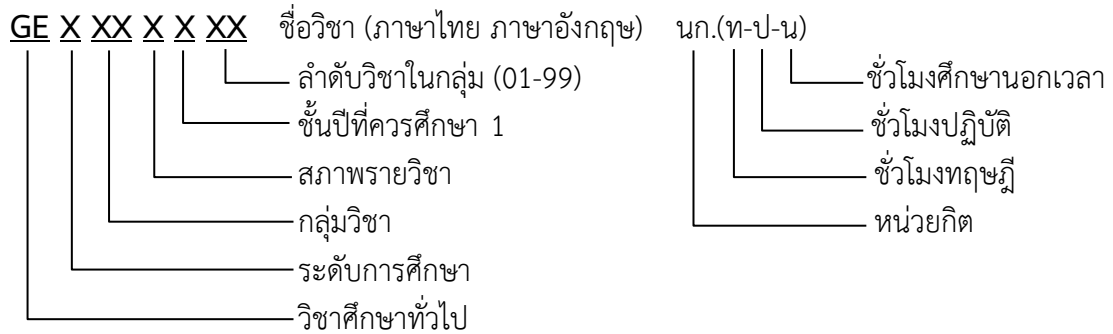 GE X XX X X XX ชื่อวิชา (ภาษาไทย ภาษาอังกฤษ) นก.(ท-ป-น)
ลำดับวิชาในกลุ่ม (01-99) ชั่วโมงศึกษานอกเวลา
ชั้นปีที่ควรศึกษา 1 ชั่วโมงปฏิบัติ
สภาพรายวิชา ชั่วโมงทฤษฎี
กลุ่มวิชา หน่วยกิต
ระดับการศึกษา
วิชาศึกษาทั่วไป